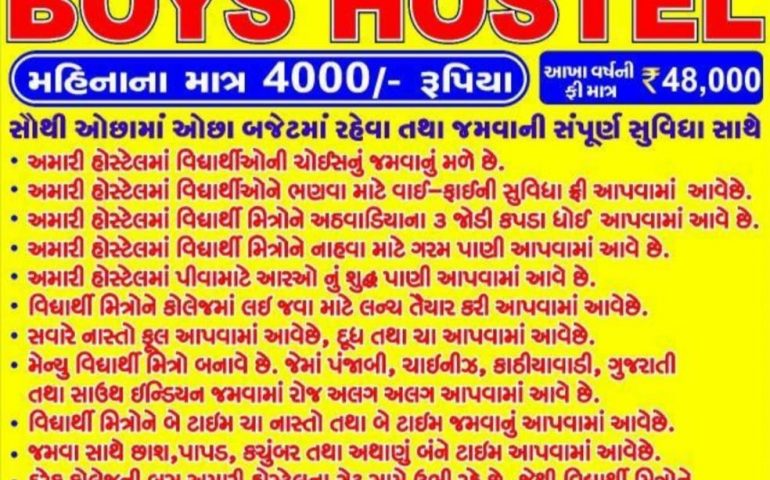 BOYS HOSTEL
મહિનાના માત્ર 4000/- રૂપિયા
આખા વર્ષની
ફી માત્ર ₹48,000
સૌથી ઓછામાં ઓછા બજેટમાં રહેવા તથા જમવાની સંપૂર્ણ સુવિધા સાથે
• અમારી હોસ્ટેલમાં વિદ્યાર્થીઓની ચોઈસનું જમવાનું મળે છે.
• અમારી હોસ્ટેલમાં વિદ્યાર્થીઓને ભણવા માટે વાઈ-ફાઈની સુવિધા ફ્રી આપવામાં આવેછે.
• અમારી હોસ્ટેલમાં વિદ્યાર્થી મિત્રોને અઠવાડિયાના ૩ જોડી કપડા ધોઈ આપવામાં આવે છે.
• અમારી હોસ્ટેલમાં વિદ્યાર્થી મિત્રોને નાહવા માટે ગરમ પાણી આપવામાં આવે છે.
• અમારી હોસ્ટેલમાં પીવામાટે આરઓ નું શુદ્ધ પાણી આપવામાં આવે છે.
• વિદ્યાર્થી મિત્રોને કોલેજમાં લઈ જવા માટે લન્ચ તૈયાર કરી આપવામાં આવેછે.
• સવારે નાસ્તો ફૂલ આપવામાં આવેછે, દૂધ તથા ચા આપવામાં આવેછે.
• મેન્યુ વિદ્યાર્થી મિત્રો બનાવે છે. જેમાં પંજાબી, ચાઈનીઝ, કાઠીયાવાડી, ગુજરાતી
તથા સાઉથ ઈન્ડિયન જમવામાં રોજ અલગ અલગ આપવામાં આવે છે.
• વિદ્યાર્થી મિત્રોને બે ટાઈમ ચા નાસ્તો તથા બે ટાઈમ જમવાનું આપવામાં આવેછે.
• જમવા સાથે છાશ,પાપડ, કચુંબર તથા અથાણું બંને ટાઈમ આપવામાં આવેછે.